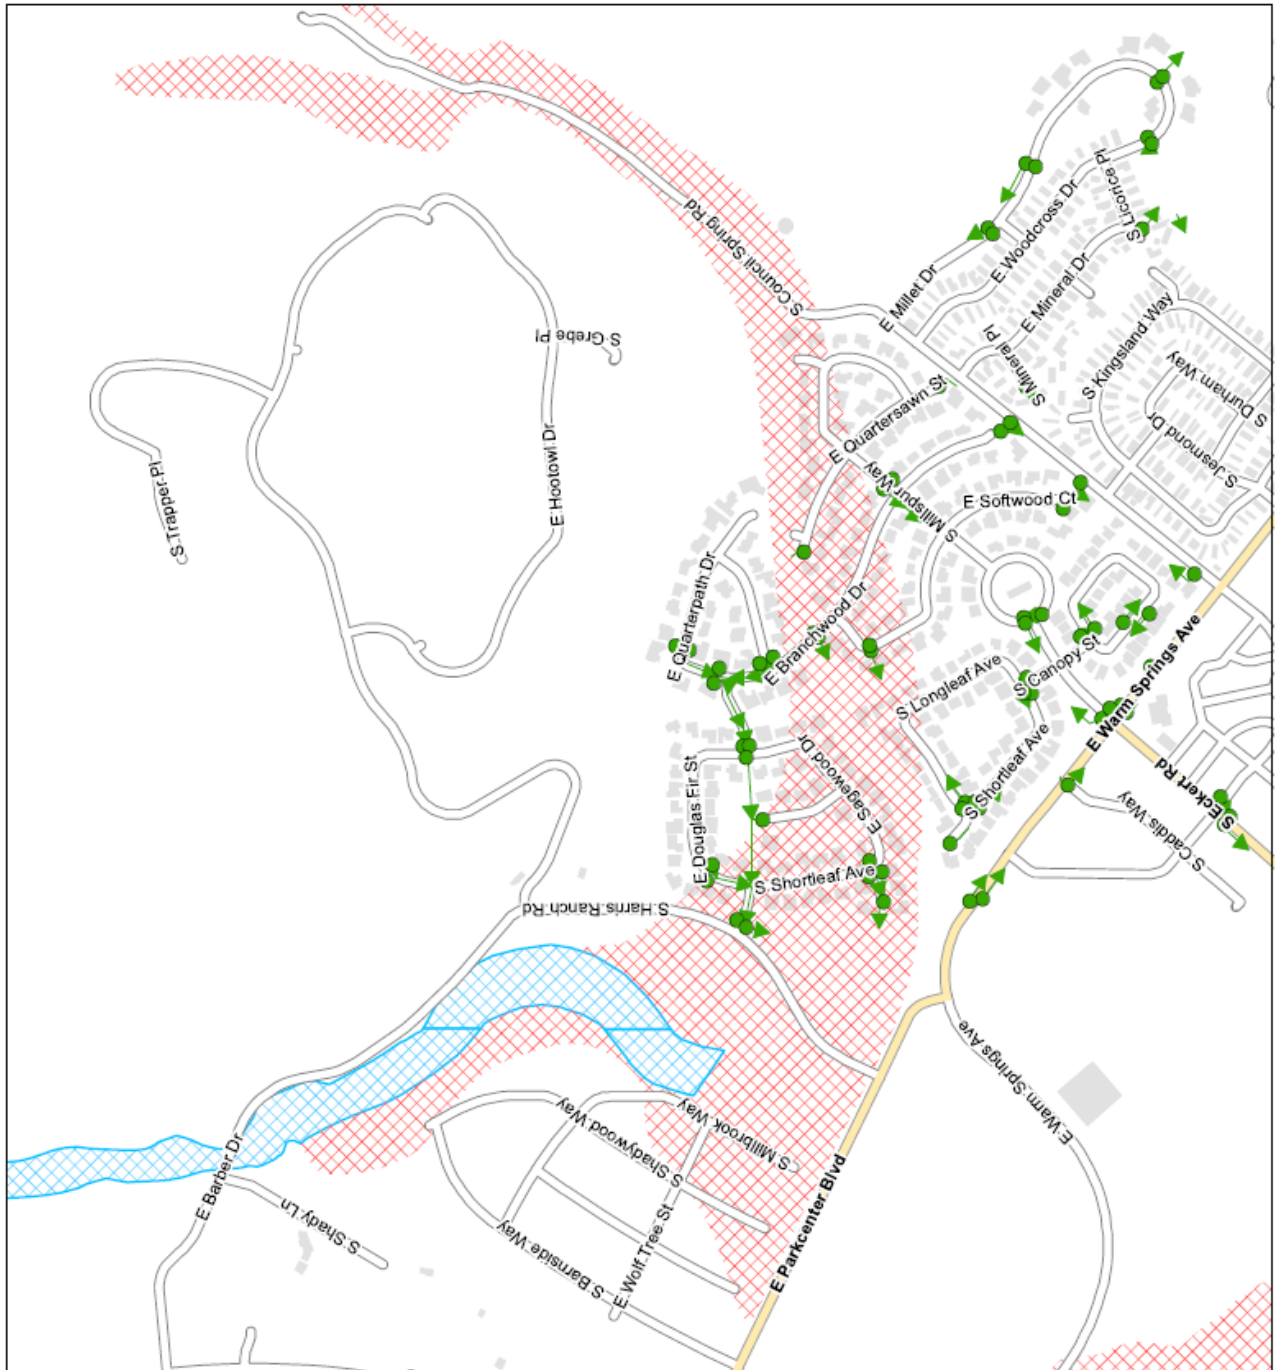 S Council Spring Rd
S Licorice Pl
E Woodcross Dr
E Millet Dr
E Mineral Dr
S Mineral Pl
S Kingsland Way
S Grebe Pl
S Durham Way
E Quartersawn St
S Jesmond Dr
E Hootowl Dr
S Trapper Pl
S Millspur Way
E Softwood Ct
E Quarterpath Dr
E Branchwood Dr
S Canopy St
S Longleaf Ave
E Warm Springs Ave
E Sagewood Dr
S Shortleaf Ave
E Douglas Fir St
S Eckert Rd
S Caddis Way
S Shortleaf Ave
S Harris Ranch Rd
E Warm Springs Ave
S Millbrook Way
S Shadywood Way
E Barber Dr
S Shady Ln
E Parkcenter Blvd
S Barnside Way
E Wolf Tree St